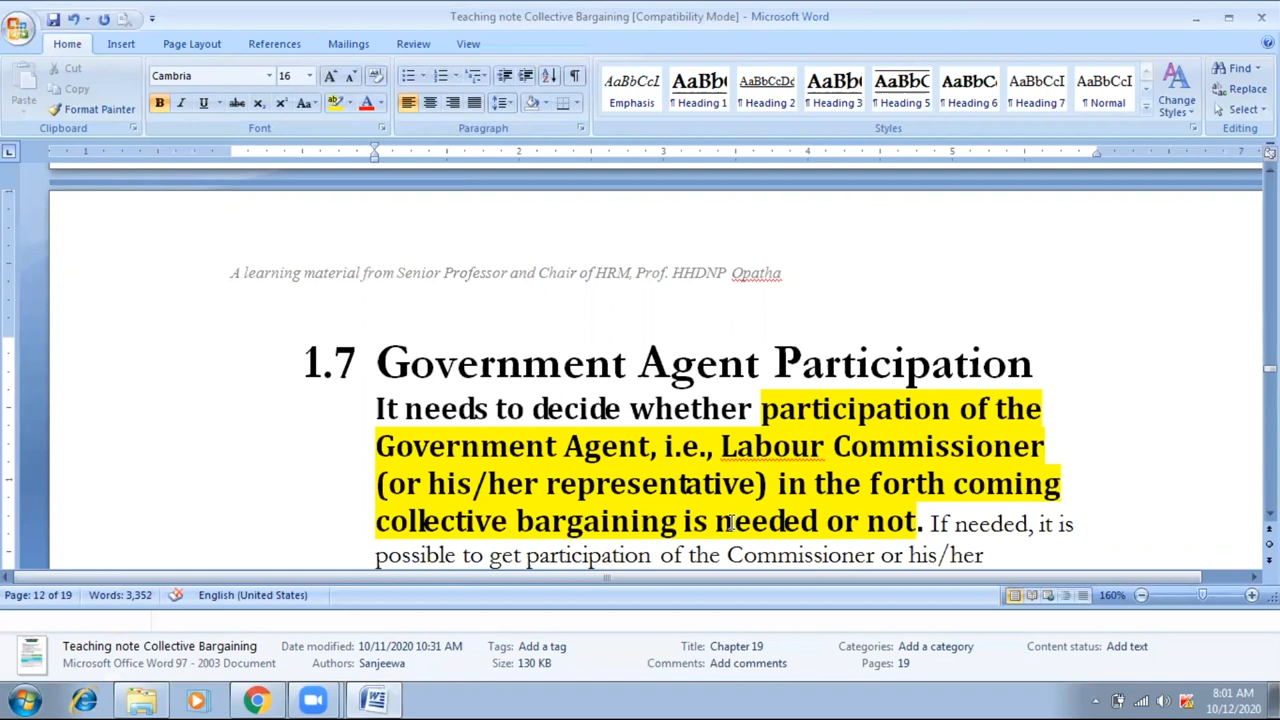 Teaching note Collective Bargaining [Compatibility Mode] - Microsoft Word
Home Insert Page Layout References Mailings Review View
Paste Cut Copy Format Painter
Clipboard
Cambria 16
Font
Paragraph
AaBbCcI AaBb( AaBbCcDc AaBbC AaBbC AaBbC AaBbCcI AaBbCcI
Emphasis ¶ Heading 1 ¶ Heading 2 ¶ Heading 3 ¶ Heading 5 ¶ Heading 6 ¶ Heading 7 ¶ Normal
Change Styles
Styles
Find Replace Select
Editing
1 2 3 4 5 7
A learning material from Senior Professor and Chair of HRM, Prof. HHDNP Opatha
1.7 Government Agent Participation
It needs to decide whether participation of the
Government Agent, i.e., Labour Commissioner
(or his/her representative) in the forth coming
collective bargaining is needed or not. If needed, it is
possible to get participation of the Commissioner or his/her
Page: 12 of 19 Words: 3,352 English (United States) 160%
Teaching note Collective Bargaining Date modified: 10/11/2020 10:31 AM Tags: Add a tag Title: Chapter 19 Categories: Add a category Content status: Add text
Microsoft Office Word 97 - 2003 Document Authors: Sanjeewa Size: 130 KB Comments: Add comments Pages: 19
8:01 AM
10/12/2020